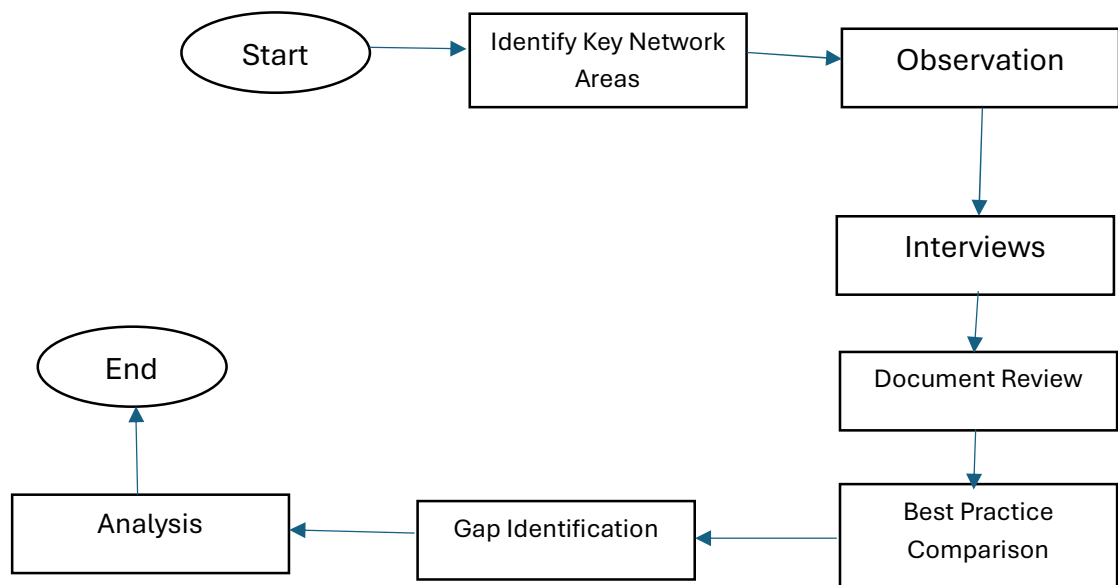 Start
Identify Key Network
Areas
Observation
Interviews
Document Review
Best Practice
Comparison
Gap Identification
Analysis
End